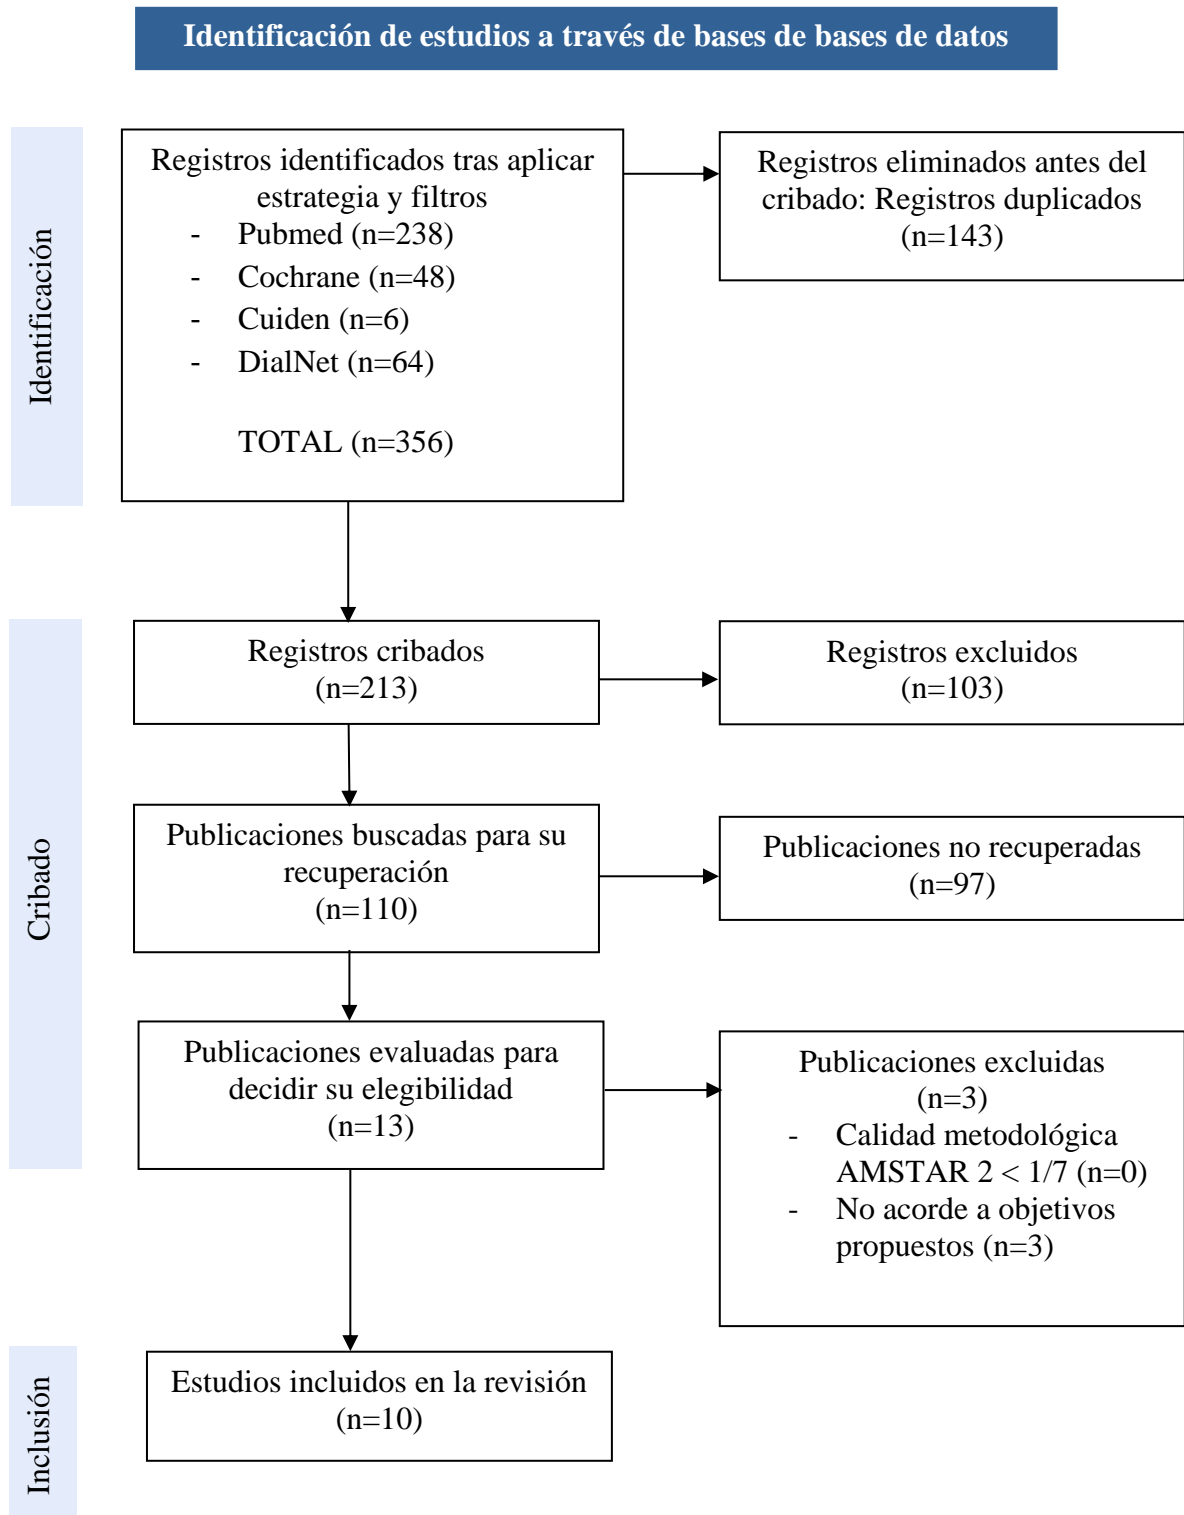 Identificación de estudios a través de bases de bases de datos
Identificación
Registros identificados tras aplicar
estrategia y filtros
- Pubmed (n=238)
- Cochrane (n=48)
- Cuiden (n=6)
- DialNet (n=64)
TOTAL (n=356)
Registros eliminados antes del
cribado: Registros duplicados
(n=143)
Cribado
Registros cribados
(n=213)
Registros excluidos
(n=103)
Publicaciones buscadas para su
recuperación
(n=110)
Publicaciones no recuperadas
(n=97)
Publicaciones evaluadas para
decidir su elegibilidad
(n=13)
Publicaciones excluidas
(n=3)
- Calidad metodológica
AMSTAR 2 < 1/7 (n=0)
- No acorde a objetivos
propuestos (n=3)
Inclusión
Estudios incluidos en la revisión
(n=10)